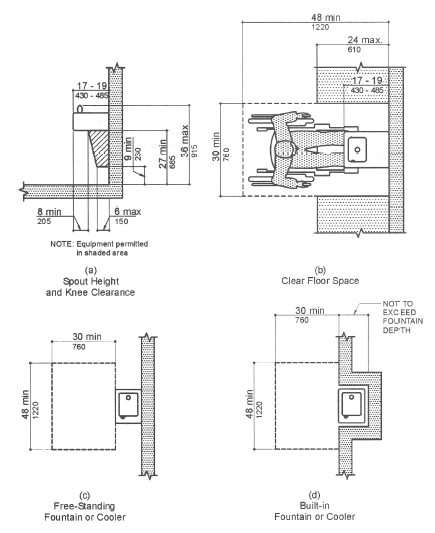 17 - 19
430 - 485
9 min
230
27 min
685
36 max
915
8 min
205
6 max
150
NOTE: Equipment permitted
in shaded area
(a)
Spout Height
and Knee Clearance
48 min
1220
24 max.
610
17 - 19
430 - 485
30 min
760
(b)
Clear Floor Space
30 min
760
48 min
1220
(c)
Free-Standing
Fountain or Cooler
30 min
760
NOT TO
EXCEED
FOUNTAIN
DEPTH
48 min
1220
(d)
Built-in
Fountain or Cooler